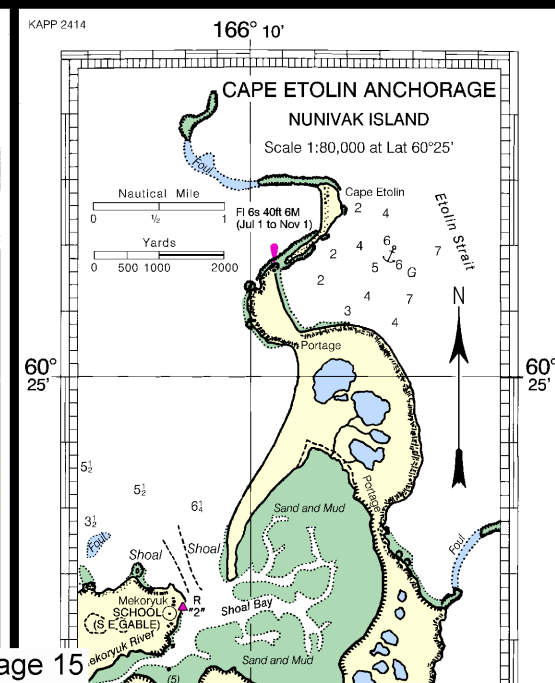 KAPP 2414
166° 10'
CAPE ETOLIN ANCHORAGE
NUNIVAK ISLAND
Scale 1:80,000 at Lat 60°25'
Foul
Nautical Mile
0 ½ 1
Yards
0 500 1000 2000
Fl 6s 40ft 6M
(Jul 1 to Nov 1)
Cape Etolin
Etolin Strait
2 4
6
7
4
2
5 6 G
2
4 7
3
4
N
Portage
60°
25'
60°
25'
Portage
5½
5½
6¼
3½
Foul
Sand and Mud
Shoal
Shoal
Foul
Mekoryuk
SCHOOL
(S E GABLE)
R
"2"
Shoal Bay
ekoryuk River
age 15
(5)
Sand and Mud